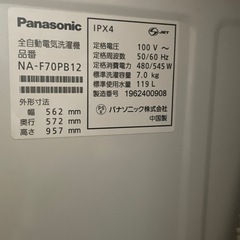 Panasonic
全自動電気洗濯機
品番
NA-F70PB12
外形寸法
幅 562 mm
奥行 572 mm
高さ 957 mm
IPX4
S-JET
定格電圧 100 V ~
定格周波数 50/60 Hz
定格消費電力 480/545 W
標準洗濯容量 7.0 kg
標準使用水量 119 L
製造番号 1962400908
パナソニック株式会社
中国製